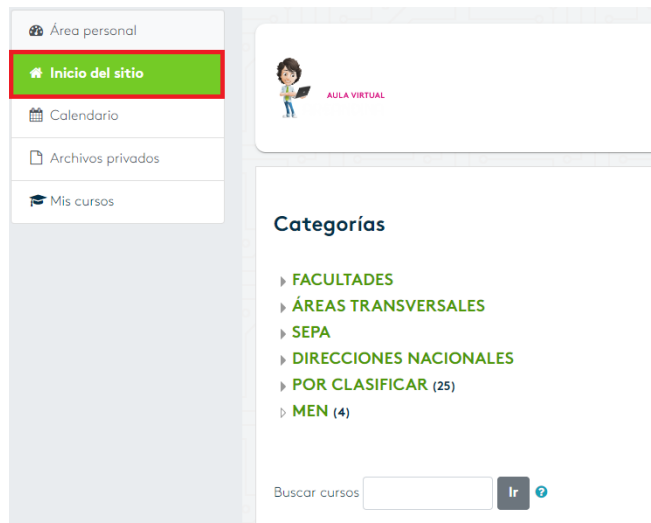 Área personal
Inicio del sitio
Calendario
Archivos privados
Mis cursos
AULA VIRTUAL
Categorías
FACULTADES
ÁREAS TRANSVERSALES
SEPA
DIRECCIONES NACIONALES
POR CLASIFICAR (25)
MEN (4)
Buscar cursos Ir ?